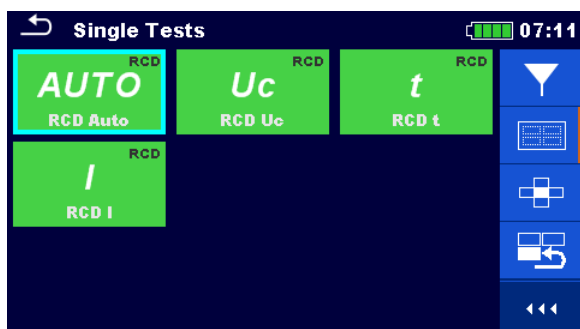 Single Tests 07:11
RCD RCD RCD
AUTO Uc t
RCD Auto RCD Uc RCD t
RCD
I
RCD I